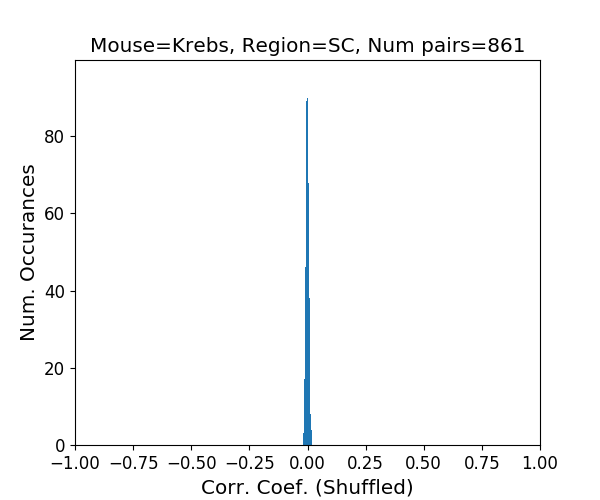 Mouse=Krebs, Region=SC, Num pairs=861
80
60
40
20
0
Num. Occurances
−1.00 −0.75 −0.50 −0.25 0.00 0.25 0.50 0.75 1.00
Corr. Coef. (Shuffled)